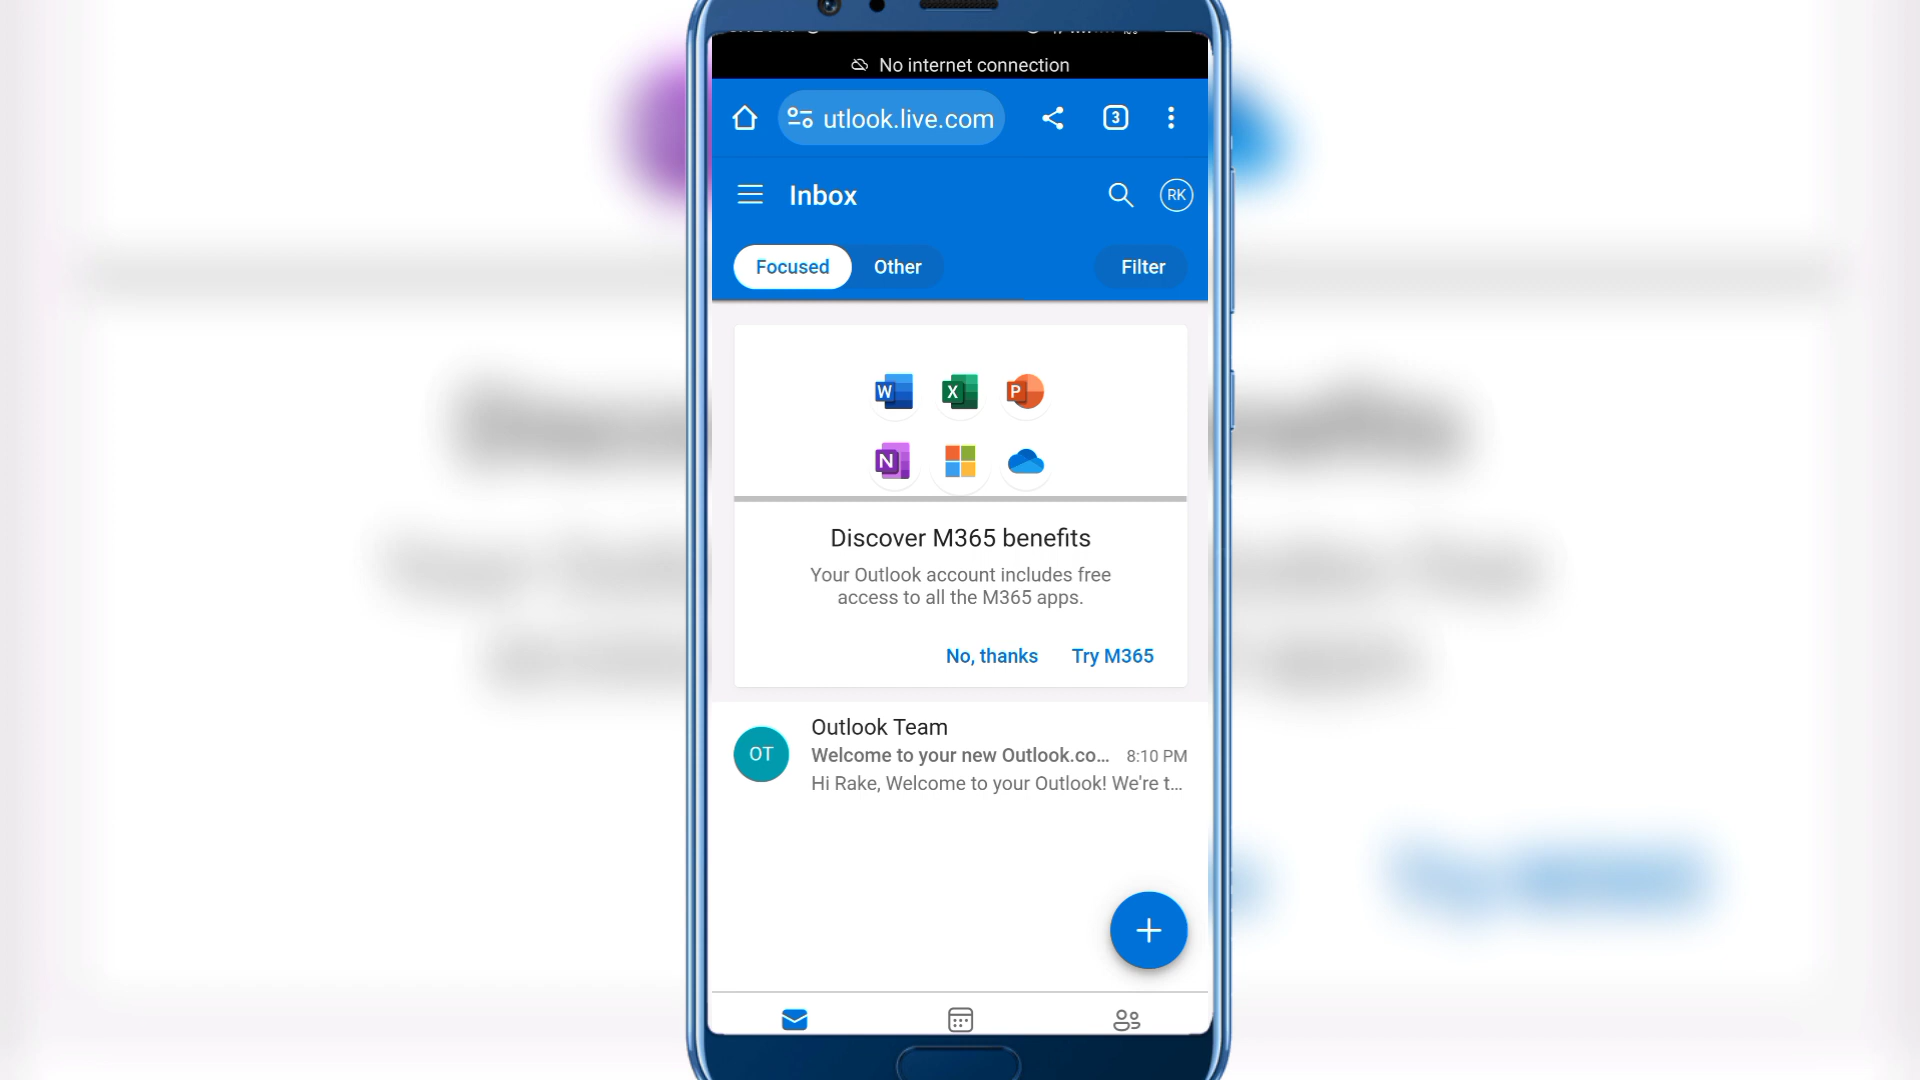 No internet connection
utlook.live.com
3
Inbox
RK
Focused
Other
Filter
W
X
P
N
Discover M365 benefits
Your Outlook account includes free
access to all the M365 apps.
No, thanks
Try M365
Outlook Team
OT
Welcome to your new Outlook.co...
8:10 PM
Hi Rake, Welcome to your Outlook! We're t...